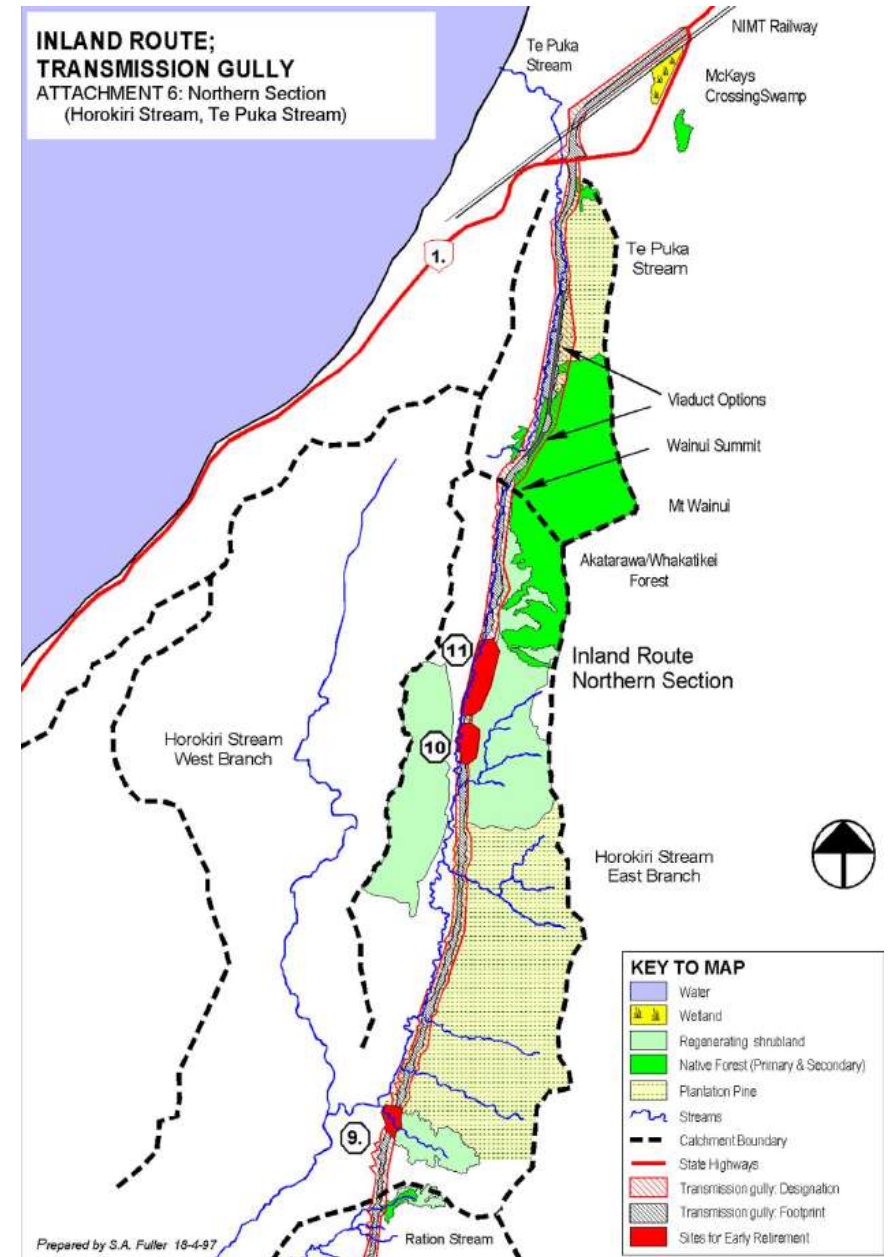 INLAND ROUTE;
TRANSMISSION GULLY
ATTACHMENT 6: Northern Section
(Horokiri Stream, Te Puka Stream)
Te Puka
Stream
NIMT Railway
McKays
CrossingSwamp
1.
Te Puka
Stream
Viaduct Options
Wainui Summit
Mt Wainui
Akatarawa/Whakatikei
Forest
11
Inland Route
Northern Section
10
Horokiri Stream
West Branch
Horokiri Stream
East Branch
9.
Ration Stream
KEY TO MAP
Water
Wetland
Regenerating shrubland
Native Forest (Primary & Secondary)
Plantation Pine
Streams
Catchment Boundary
State Highways
Transmission gully: Designation
Transmission gully: Footprint
Sites for Early Retirement
Prepared by S.A. Fuller 18-4-97